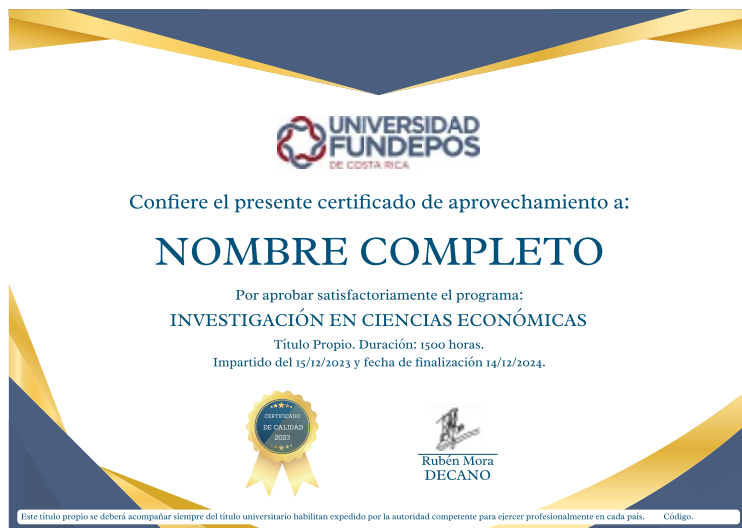 UNIVERSIDAD
FUNDEPOS
DE COSTA RICA
Confiere el presente certificado de aprovechamiento a:
NOMBRE COMPLETO
Por aprobar satisfactoriamente el programa:
INVESTIGACIÓN EN CIENCIAS ECONÓMICAS
Título Propio. Duración: 1500 horas.
Impartido del 15/12/2023 y fecha de finalización 14/12/2024.
CERTIFICADO
DE CALIDAD
2023
Rubén Mora
DECANO
Este título propio se deberá acompañar siempre del título universitario habilitan expedido por la autoridad competente para ejercer profesionalmente en cada país. Código.